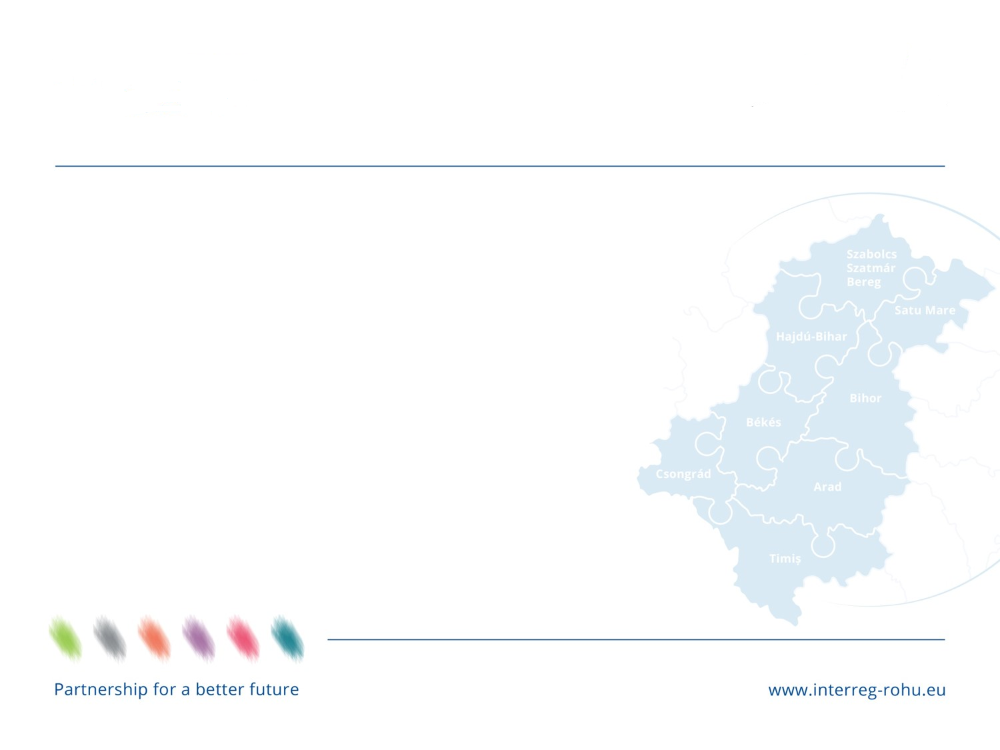 Szabolcs
Szatmár
Bereg
Satu Mare
Hajdú-Bihar
Bihor
Békés
Csongrád
Arad
Timiș
Partnership for a better future
www.interreg-rohu.eu